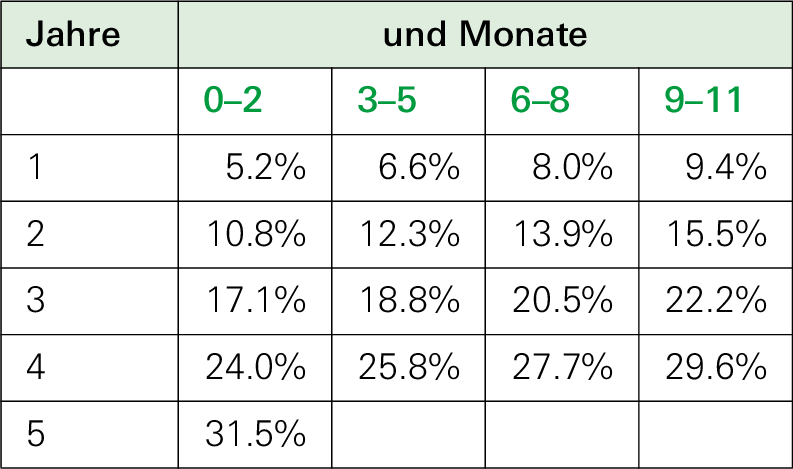 Jahre und Monate
0–2 3–5 6–8 9–11
1 5.2% 6.6% 8.0% 9.4%
2 10.8% 12.3% 13.9% 15.5%
3 17.1% 18.8% 20.5% 22.2%
4 24.0% 25.8% 27.7% 29.6%
5 31.5%